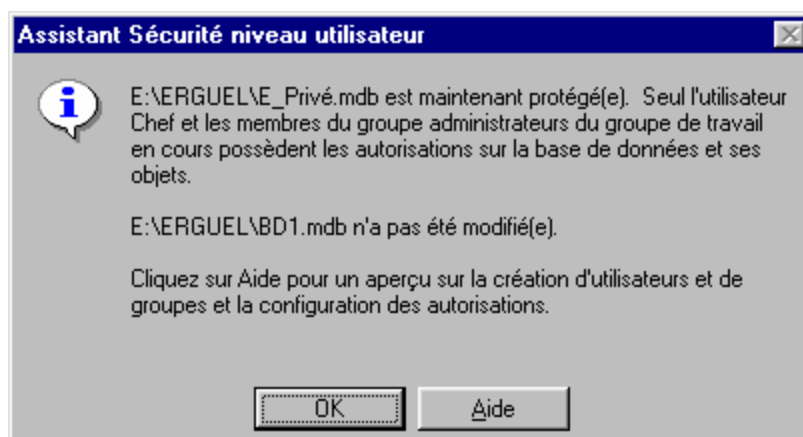 Assistant Sécurité niveau utilisateur
E:\ERGUEL\E_Privé.mdb est maintenant protégé(e).  Seul l'utilisateur
Chef et les membres du groupe administrateurs du groupe de travail
en cours possèdent les autorisations sur la base de données et ses
objets.
E:\ERGUEL\BD1.mdb n'a pas été modifié(e).
Cliquez sur Aide pour un aperçu sur la création d'utilisateurs et de
groupes et la configuration des autorisations.
OK
Aide